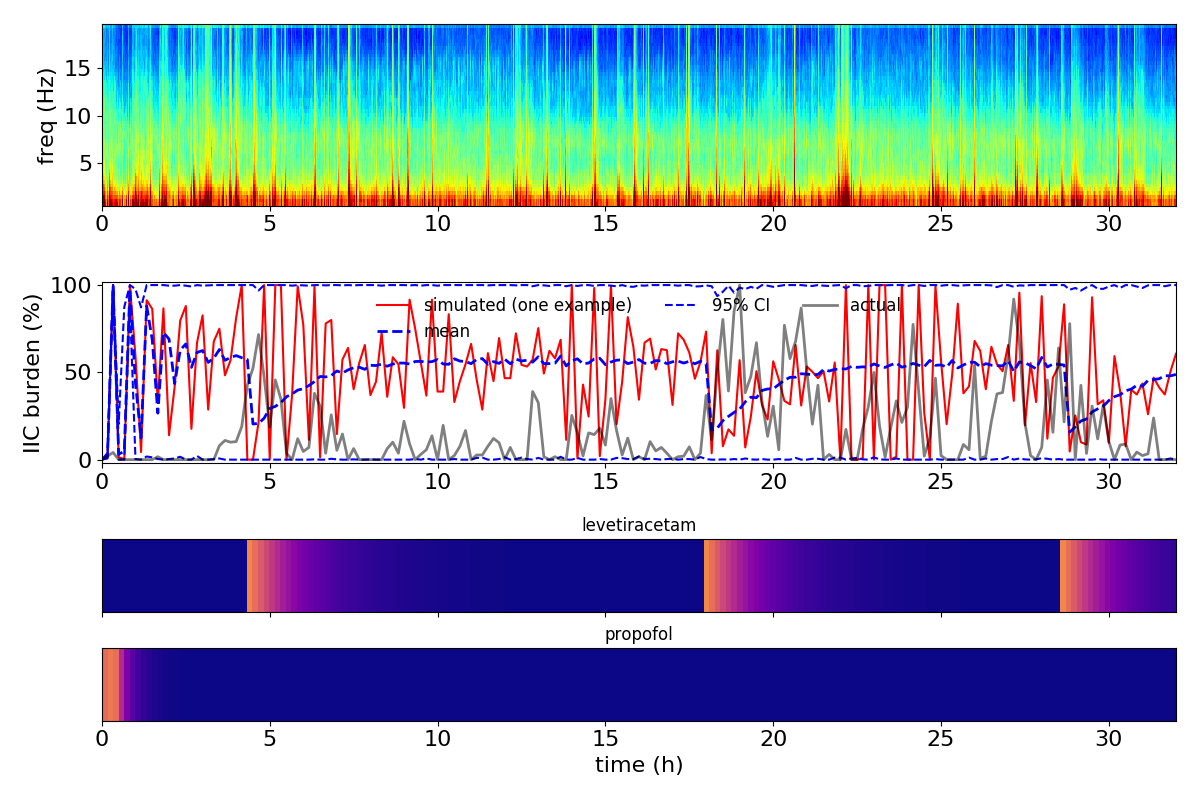 freq (Hz)
15
10
5
0 5 10 15 20 25 30
IIC burden (%)
100
50
0
simulated (one example) 95% CI actual
mean
0 5 10 15 20 25 30
levetiracetam
propofol
0 5 10 15 20 25 30
time (h)